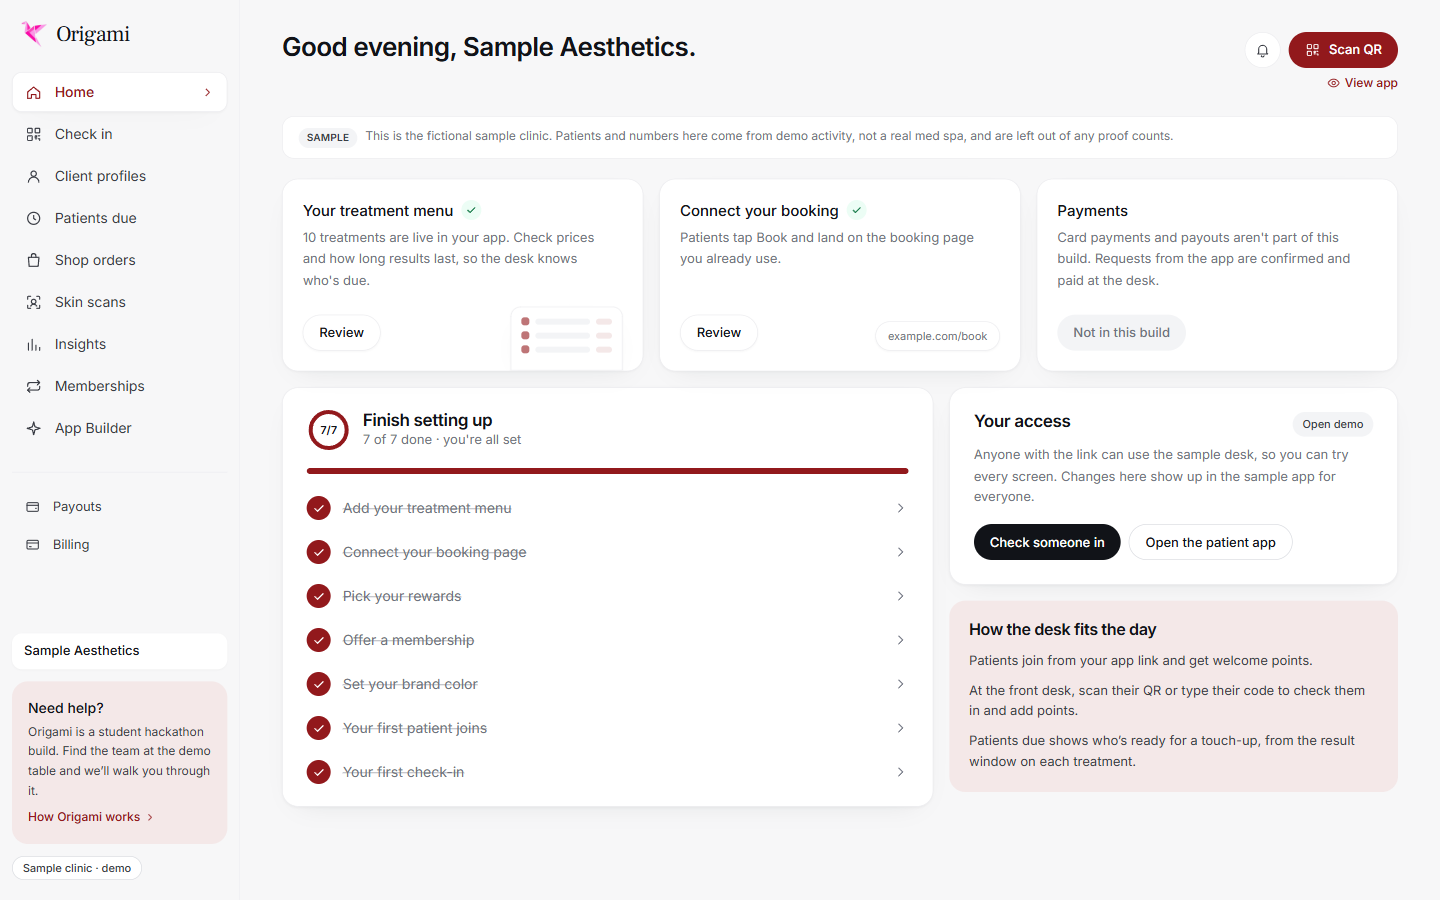 Origami
Home
Check in
Client profiles
Patients due
Shop orders
Skin scans
Insights
Memberships
App Builder
Payouts
Billing
Sample Aesthetics
Need help?
Origami is a student hackathon
build. Find the team at the demo
table and we’ll walk you through
it.
How Origami works
Sample clinic · demo
Good evening, Sample Aesthetics.
Scan QR
View app
SAMPLE This is the fictional sample clinic. Patients and numbers here come from demo activity, not a real med spa, and are left out of any proof counts.
Your treatment menu
10 treatments are live in your app. Check prices
and how long results last, so the desk knows
who's due.
Review
Connect your booking
Patients tap Book and land on the booking page
you already use.
Review
example.com/book
Payments
Card payments and payouts aren't part of this
build. Requests from the app are confirmed and
paid at the desk.
Not in this build
7/7
Finish setting up
7 of 7 done · you're all set
Add your treatment menu
Connect your booking page
Pick your rewards
Offer a membership
Set your brand color
Your first patient joins
Your first check-in
Your access
Open demo
Anyone with the link can use the sample desk, so you can try
every screen. Changes here show up in the sample app for
everyone.
Check someone in
Open the patient app
How the desk fits the day
Patients join from your app link and get welcome points.
At the front desk, scan their QR or type their code to check them
in and add points.
Patients due shows who’s ready for a touch-up, from the result
window on each treatment.